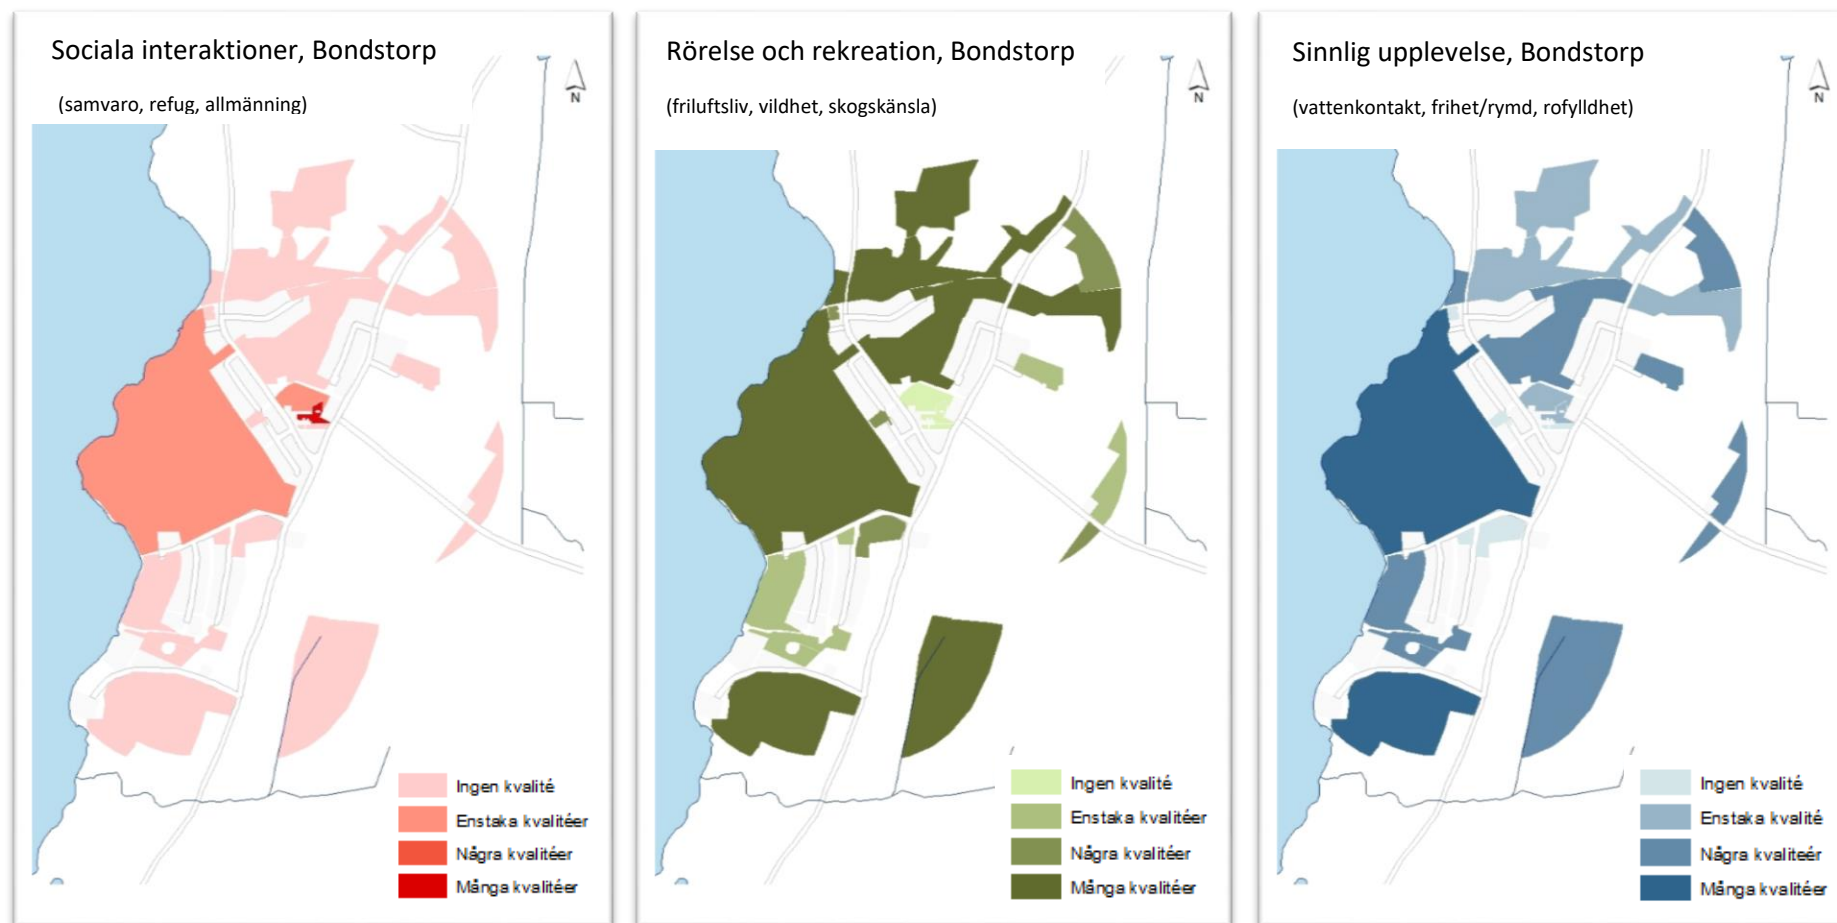 Sociala interaktioner, Bondstorp
(samvaro, refug, allmänning)
N
Ingen kvalité
Enstaka kvalitéer
Några kvalitéer
Många kvalitéer
Rörelse och rekreation, Bondstorp
(friluftsliv, vildhet, skogskänsla)
N
Ingen kvalité
Enstaka kvalitéer
Några kvalitéer
Många kvalitéer
Sinnlig upplevelse, Bondstorp
(vattenkontakt, frihet/rymd, rofylldhet)
N
Ingen kvalité
Enstaka kvalité
Några kvaliteér
Många kvalitéer